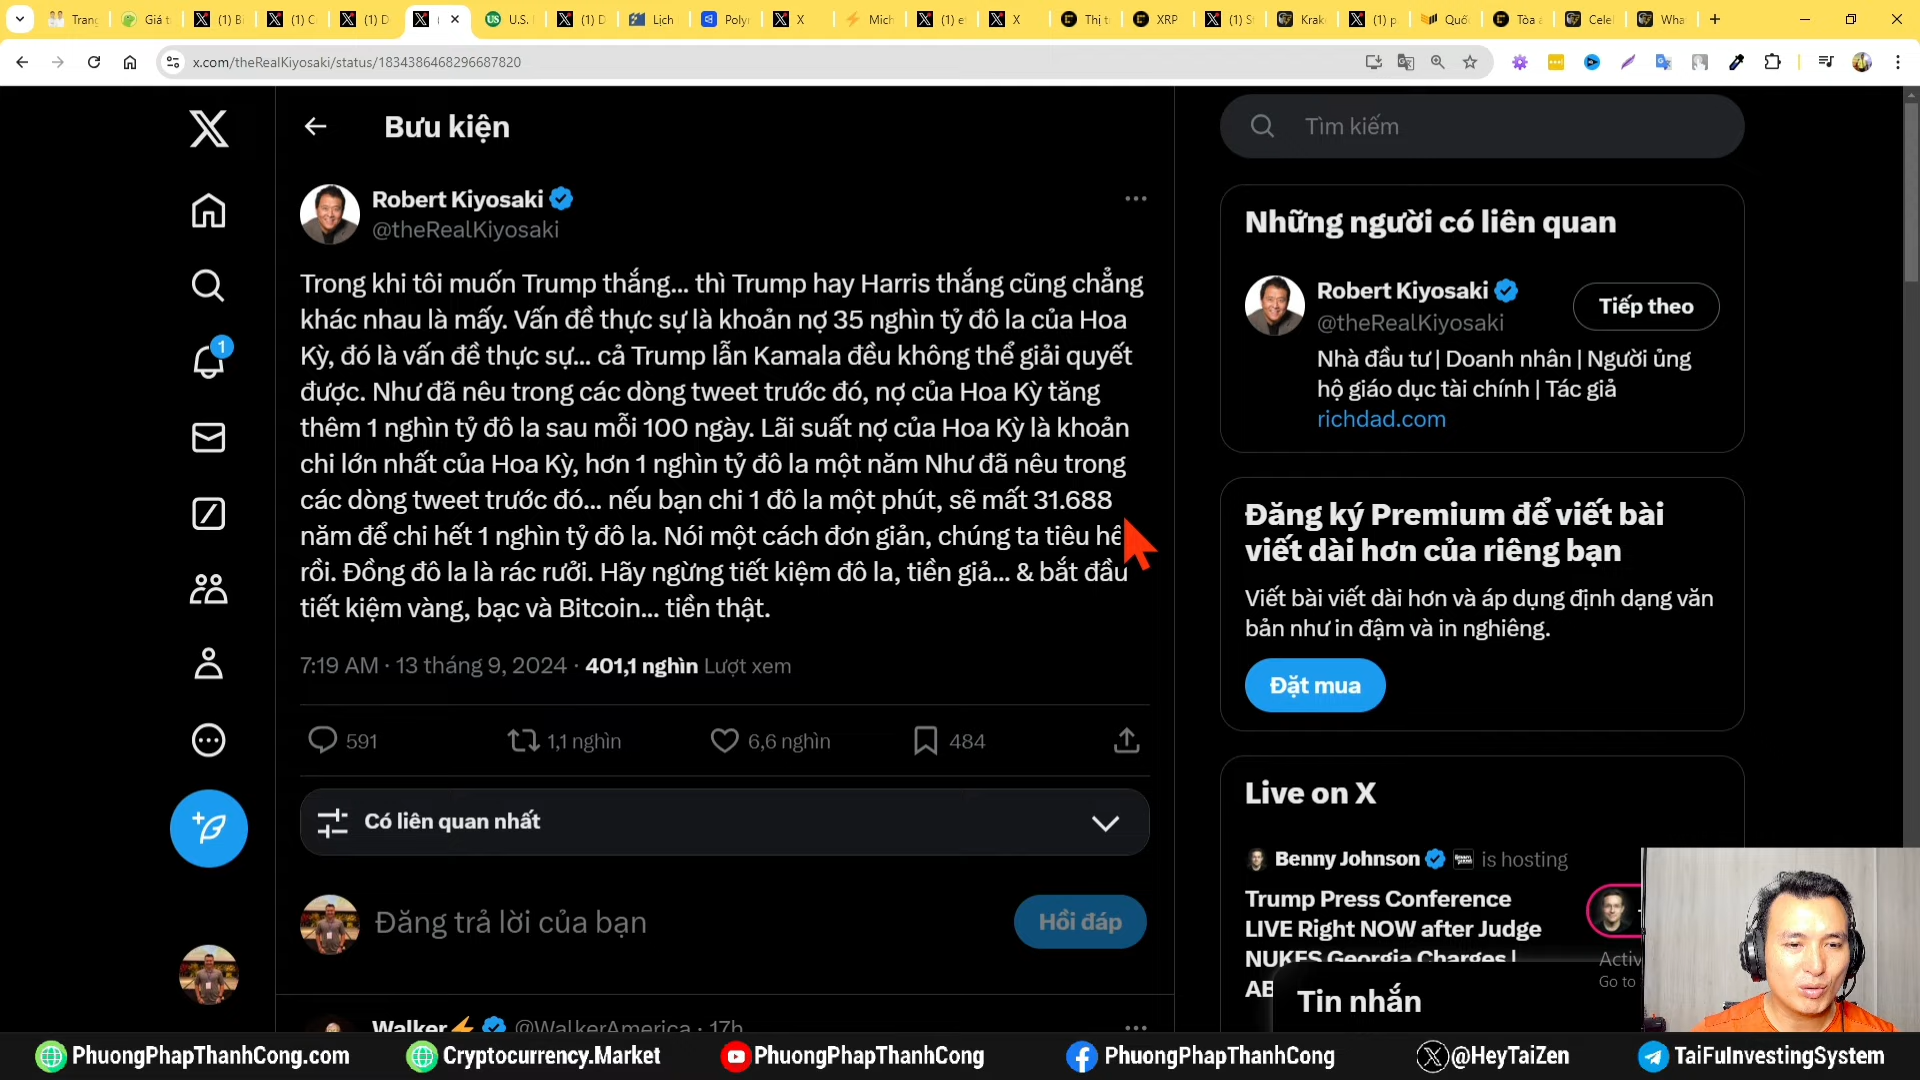 Trang
Giá t
(1) Bi
(1) C
(1) D
U.S.
(1) D
Lịch
Polyr
X
Mich
(1) e
X
Thị t
XRP
(1) S
Krak
(1) p
Quố
Tòa á
Celel
Wha
x.com/theRealKiyosaki/status/1834386468296687820
Bưu kiện
Tìm kiếm
1
Robert Kiyosaki
@theRealKiyosaki
Trong khi tôi muốn Trump thắng... thì Trump hay Harris thắng cũng chẳng
khác nhau là mấy. Vấn đề thực sự là khoản nợ 35 nghìn tỷ đô la của Hoa
Kỳ, đó là vấn đề thực sự... cả Trump lẫn Kamala đều không thể giải quyết
được. Như đã nêu trong các dòng tweet trước đó, nợ của Hoa Kỳ tăng
thêm 1 nghìn tỷ đô la sau mỗi 100 ngày. Lãi suất nợ của Hoa Kỳ là khoản
chi lớn nhất của Hoa Kỳ, hơn 1 nghìn tỷ đô la một năm Như đã nêu trong
các dòng tweet trước đó... nếu bạn chi 1 đô la một phút, sẽ mất 31.688
năm để chi hết 1 nghìn tỷ đô la. Nói một cách đơn giản, chúng ta tiêu hế
rồi. Đồng đô la là rác rưởi. Hãy ngừng tiết kiệm đô la, tiền giả... & bắt đầu
tiết kiệm vàng, bạc và Bitcoin... tiền thật.
7:19 AM · 13 tháng 9, 2024 · 401,1 nghìn Lượt xem
591
1,1 nghìn
6,6 nghìn
484
Có liên quan nhất
Đăng trả lời của bạn
Hồi đáp
Walker⚡ @WalkerAmerica · 17h
Những người có liên quan
Robert Kiyosaki
@theRealKiyosaki
Tiếp theo
Nhà đầu tư | Doanh nhân | Người ủng
hộ giáo dục tài chính | Tác giả
richdad.com
Đăng ký Premium để viết bài
viết dài hơn của riêng bạn
Viết bài viết dài hơn và áp dụng định dạng văn
bản như in đậm và in nghiêng.
Đặt mua
Live on X
Benny Johnson is hosting
Trump Press Conference
LIVE Right NOW after Judge
NUKES Georgia Charges |
AB
Activ
Go to
Tin nhắn
PhuongPhapThanhCong.com
Cryptocurrency.Market
PhuongPhapThanhCong
PhuongPhapThanhCong
@HeyTaiZen
TaiFuInvestingSystem